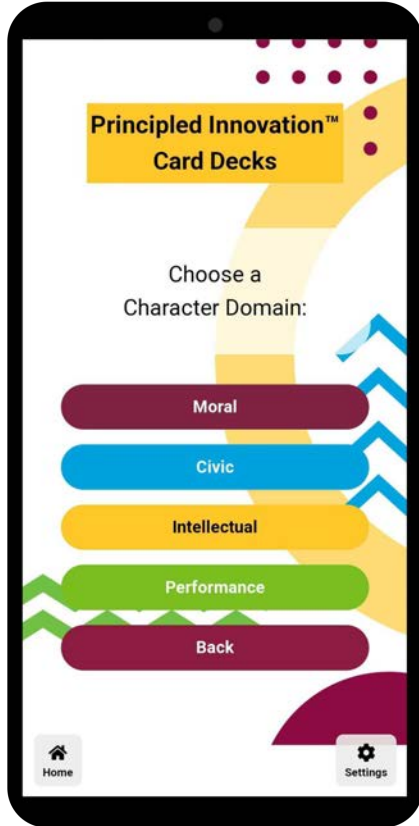 Principled Innovation™
Card Decks
Choose a
Character Domain:
Moral
Civic
Intellectual
Performance
Back
Home
Settings